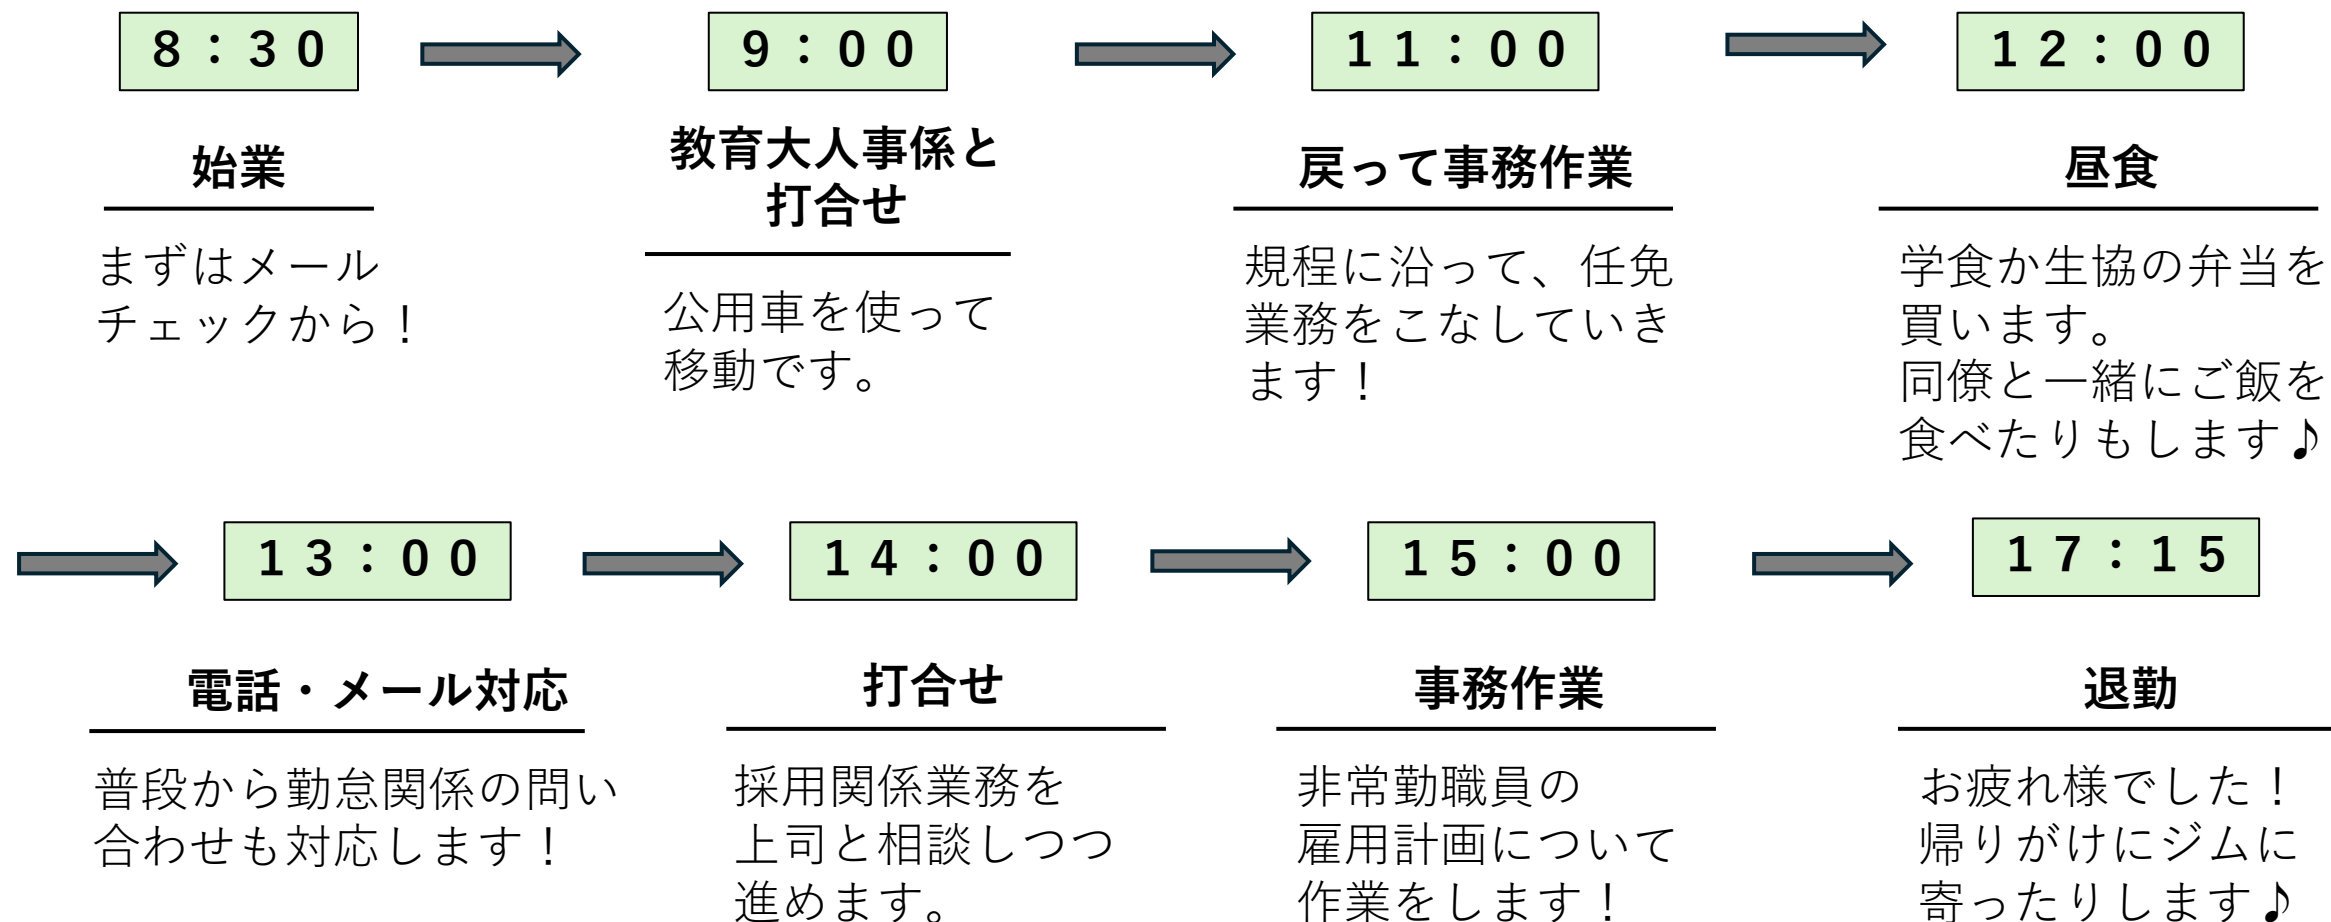 8：30
始業
まずはメール
チェックから！
9：00
教育大人事係と
打合せ
公用車を使って
移動です。
11：00
戻って事務作業
規程に沿って、任免
業務をこなしていき
ます！
12：00
昼食
学食か生協の弁当を
買います。
同僚と一緒にご飯を
食べたりもします♪
13：00
電話・メール対応
普段から勤怠関係の問い
合わせも対応します！
14：00
打合せ
採用関係業務を
上司と相談しつつ
進めます。
15：00
事務作業
非常勤職員の
雇用計画について
作業をします！
17：15
退勤
お疲れ様でした！
帰りがけにジムに
寄ったりします♪